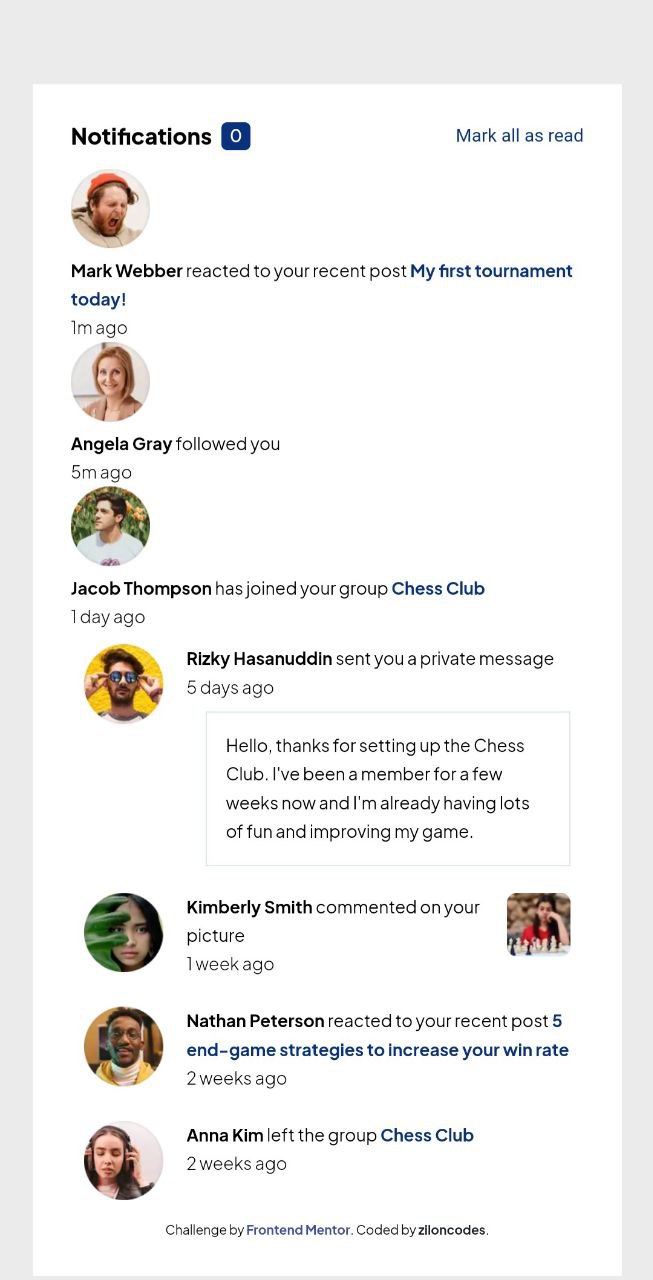 Notifications 0 Mark all as read
Mark Webber reacted to your recent post My first tournament
today!
1m ago
Angela Gray followed you
5m ago
Jacob Thompson has joined your group Chess Club
1 day ago
Rizky Hasanuddin sent you a private message
5 days ago
Hello, thanks for setting up the Chess
Club. I've been a member for a few
weeks now and I'm already having lots
of fun and improving my game.
Kimberly Smith commented on your
picture
1 week ago
Nathan Peterson reacted to your recent post 5
end-game strategies to increase your win rate
2 weeks ago
Anna Kim left the group Chess Club
2 weeks ago
Challenge by Frontend Mentor. Coded by ziloncodes.